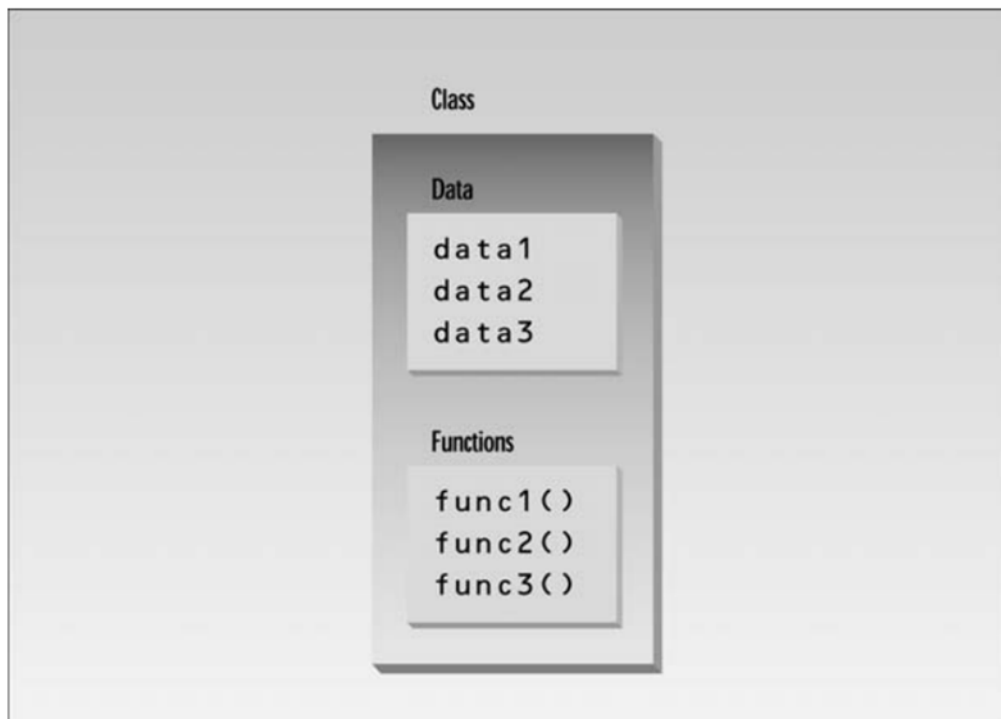 Class
Data
data1
data2
data3
Functions
func1()
func2()
func3()